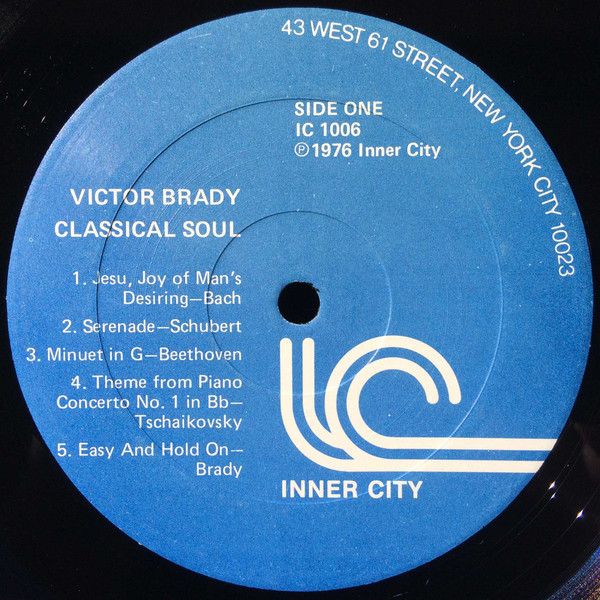 43 WEST 61 STREET, NEW YORK CITY 10023
SIDE ONE
IC 1006
℗1976 Inner City
VICTOR BRADY
CLASSICAL SOUL
1. Jesu, Joy of Man's
Desiring—Bach
2. Serenade—Schubert
3. Minuet in G—Beethoven
4. Theme from Piano
Concerto No. 1 in Bb—
Tschaikovsky
5. Easy And Hold On—
Brady
INNER CITY